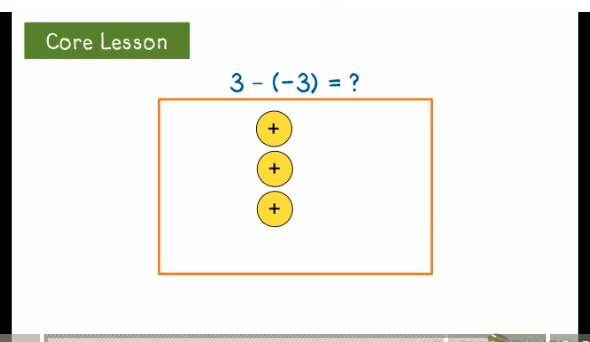 Core Lesson
3 - (-3) = ?
+
+
+